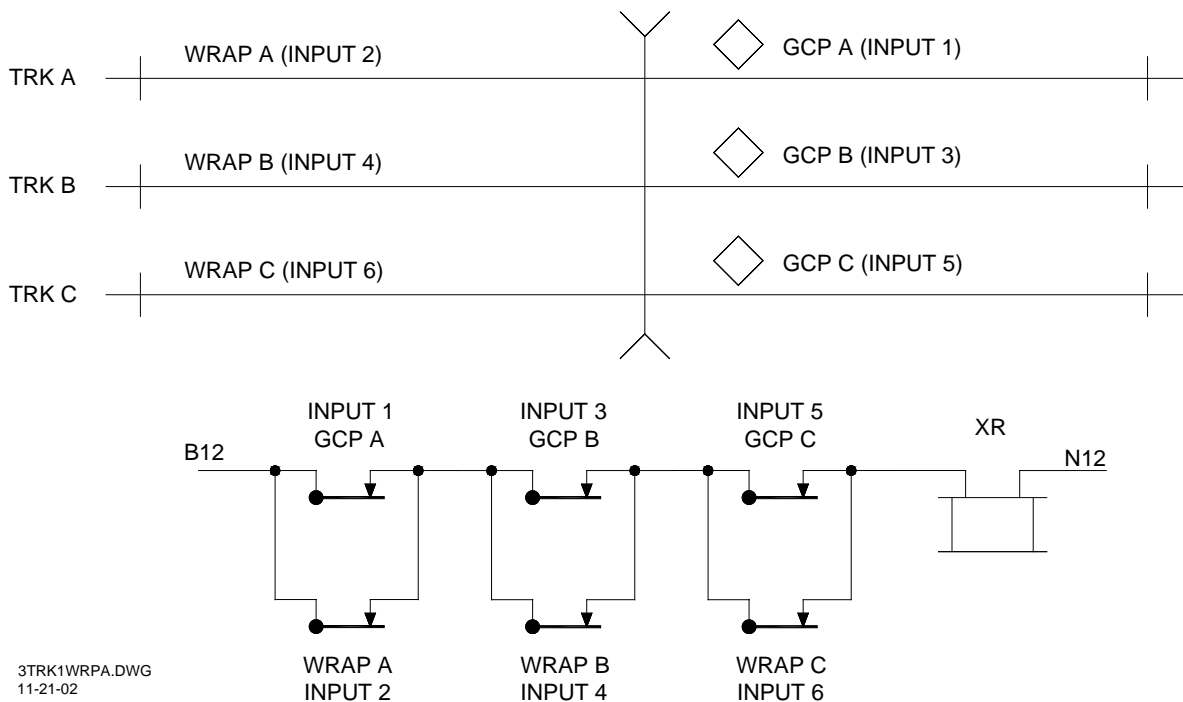 WRAP A (INPUT 2)
GCP A (INPUT 1)
TRK A
WRAP B (INPUT 4)
GCP B (INPUT 3)
TRK B
WRAP C (INPUT 6)
GCP C (INPUT 5)
TRK C
INPUT 1
GCP A
INPUT 3
GCP B
INPUT 5
GCP C
XR
B12
N12
WRAP A
INPUT 2
WRAP B
INPUT 4
WRAP C
INPUT 6
3TRK1WRPA.DWG
11-21-02